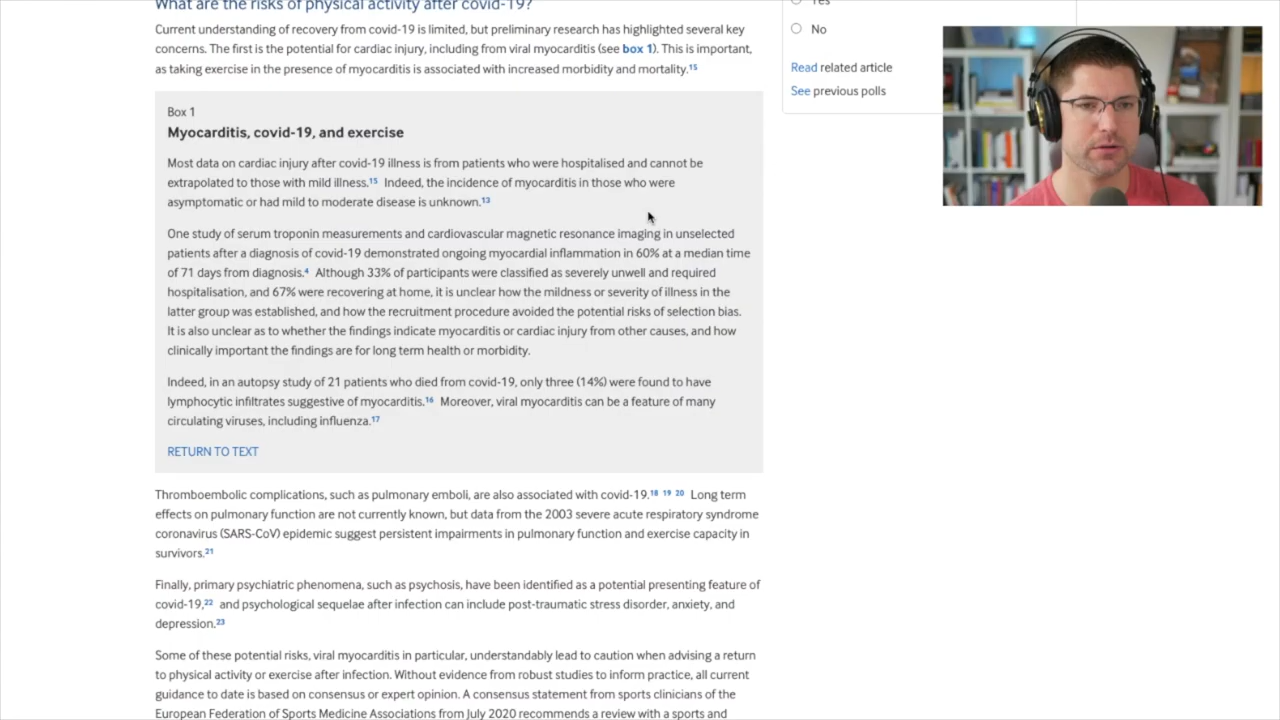 What are the risks of physical activity after covid-19?
Current understanding of recovery from covid-19 is limited, but preliminary research has highlighted several key
concerns. The first is the potential for cardiac injury, including from viral myocarditis (see box 1). This is important,
as taking exercise in the presence of myocarditis is associated with increased morbidity and mortality.15
Box 1
Myocarditis, covid-19, and exercise
Most data on cardiac injury after covid-19 illness is from patients who were hospitalised and cannot be
extrapolated to those with mild illness.15 Indeed, the incidence of myocarditis in those who were
asymptomatic or had mild to moderate disease is unknown.13
One study of serum troponin measurements and cardiovascular magnetic resonance imaging in unselected
patients after a diagnosis of covid-19 demonstrated ongoing myocardial inflammation in 60% at a median time
of 71 days from diagnosis.4 Although 33% of participants were classified as severely unwell and required
hospitalisation, and 67% were recovering at home, it is unclear how the mildness or severity of illness in the
latter group was established, and how the recruitment procedure avoided the potential risks of selection bias.
It is also unclear as to whether the findings indicate myocarditis or cardiac injury from other causes, and how
clinically important the findings are for long term health or morbidity.
Indeed, in an autopsy study of 21 patients who died from covid-19, only three (14%) were found to have
lymphocytic infiltrates suggestive of myocarditis.16 Moreover, viral myocarditis can be a feature of many
circulating viruses, including influenza.17
RETURN TO TEXT
Thromboembolic complications, such as pulmonary emboli, are also associated with covid-19.18 19 20 Long term
effects on pulmonary function are not currently known, but data from the 2003 severe acute respiratory syndrome
coronavirus (SARS-CoV) epidemic suggest persistent impairments in pulmonary function and exercise capacity in
survivors.21
Finally, primary psychiatric phenomena, such as psychosis, have been identified as a potential presenting feature of
covid-19,22 and psychological sequelae after infection can include post-traumatic stress disorder, anxiety, and
depression.23
Some of these potential risks, viral myocarditis in particular, understandably lead to caution when advising a return
to physical activity or exercise after infection. Without evidence from robust studies to inform practice, all current
guidance to date is based on consensus or expert opinion. A consensus statement from sports clinicians of the
European Federation of Sports Medicine Associations from July 2020 recommends a review with a sports and
Yes
No
Read related article
See previous polls